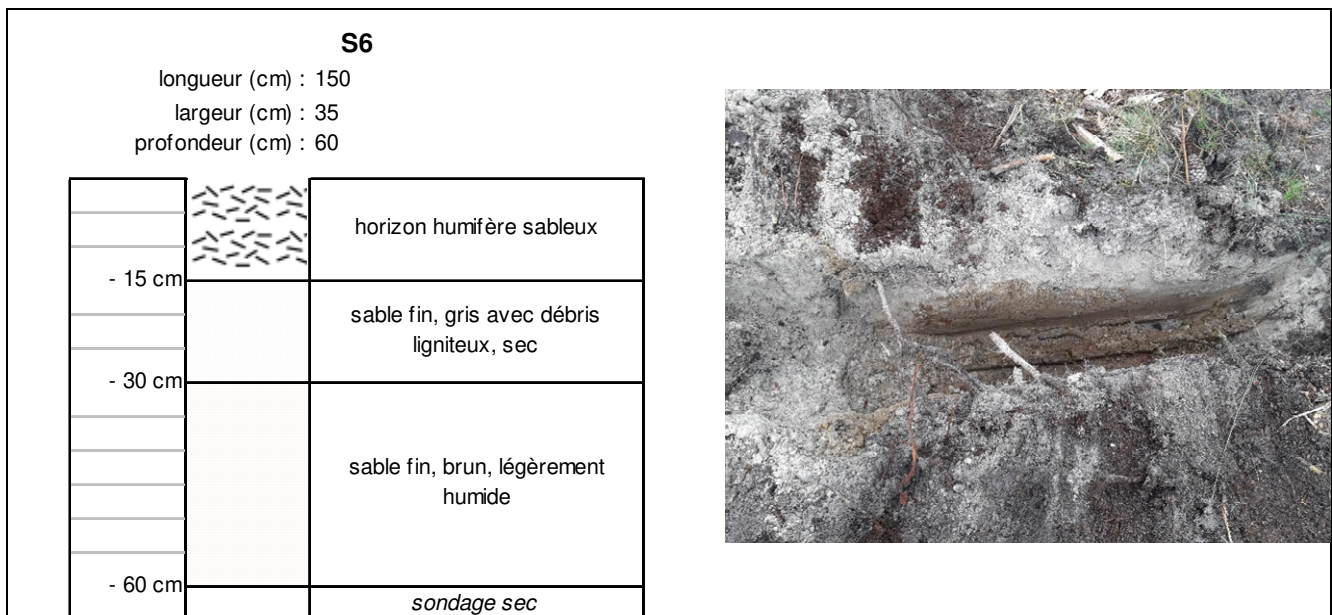 S6
longueur (cm) : 150
largeur (cm) : 35
profondeur (cm) : 60
horizon humifère sableux
- 15 cm
sable fin, gris avec débris
ligniteux, sec
- 30 cm
sable fin, brun, légèrement
humide
- 60 cm
sondage sec